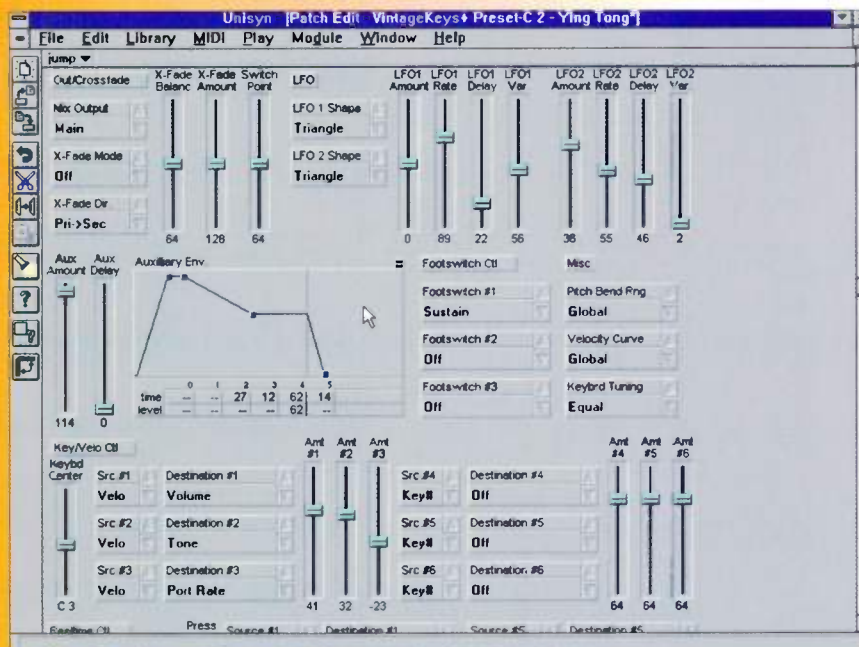 Unisyn [Patch Edit VintageKeys+ Preset-C 2 - Ying Tong*]
File Edit Library MIDI Play Module Window Help
jump
Out/Crossfade X-Fade Balanc X-Fade Amount Switch Point LFO LFO1 Amount LFO1 Rate LFO1 Delay LFO1 Var LFO2 Amount LFO2 Rate LFO2 Delay LFO2 Var
Mix Output LFO 1 Shape
Main Triangle
X-Fade Mode LFO 2 Shape
Off Triangle
X-Fade Dir
Pri->Sec
64 128 64 0 89 22 56 38 55 46 2
Aux Amount Aux Delay Auxiliary Env = Footswitch Ctl Misc
Footswitch #1 Pitch Bend Rng
Sustain Global
Footswitch #2 Velocity Curve
Off Global
Footswitch #3 Keybrd Tuning
Off Equal
0 1 2 3 4 5
time -- -- 27 12 62 14
level -- -- -- -- 62 --
114 0
Key/Velo Ctl Amt #1 Amt #2 Amt #3 Amt #4 Amt #5 Amt #6
Keybd Center Src #1 Destination #1 Src #4 Destination #4
Velo Volume Key# Off
Src #2 Destination #2 Src #5 Destination #5
Velo Tone Key# Off
Src #3 Destination #3 Src #6 Destination #6
Velo Port Rate Key# Off
C 3 41 32 -23 64 64 64
Realtime Ctl Press Source #1 Destination #1 Source #5 Destination #5